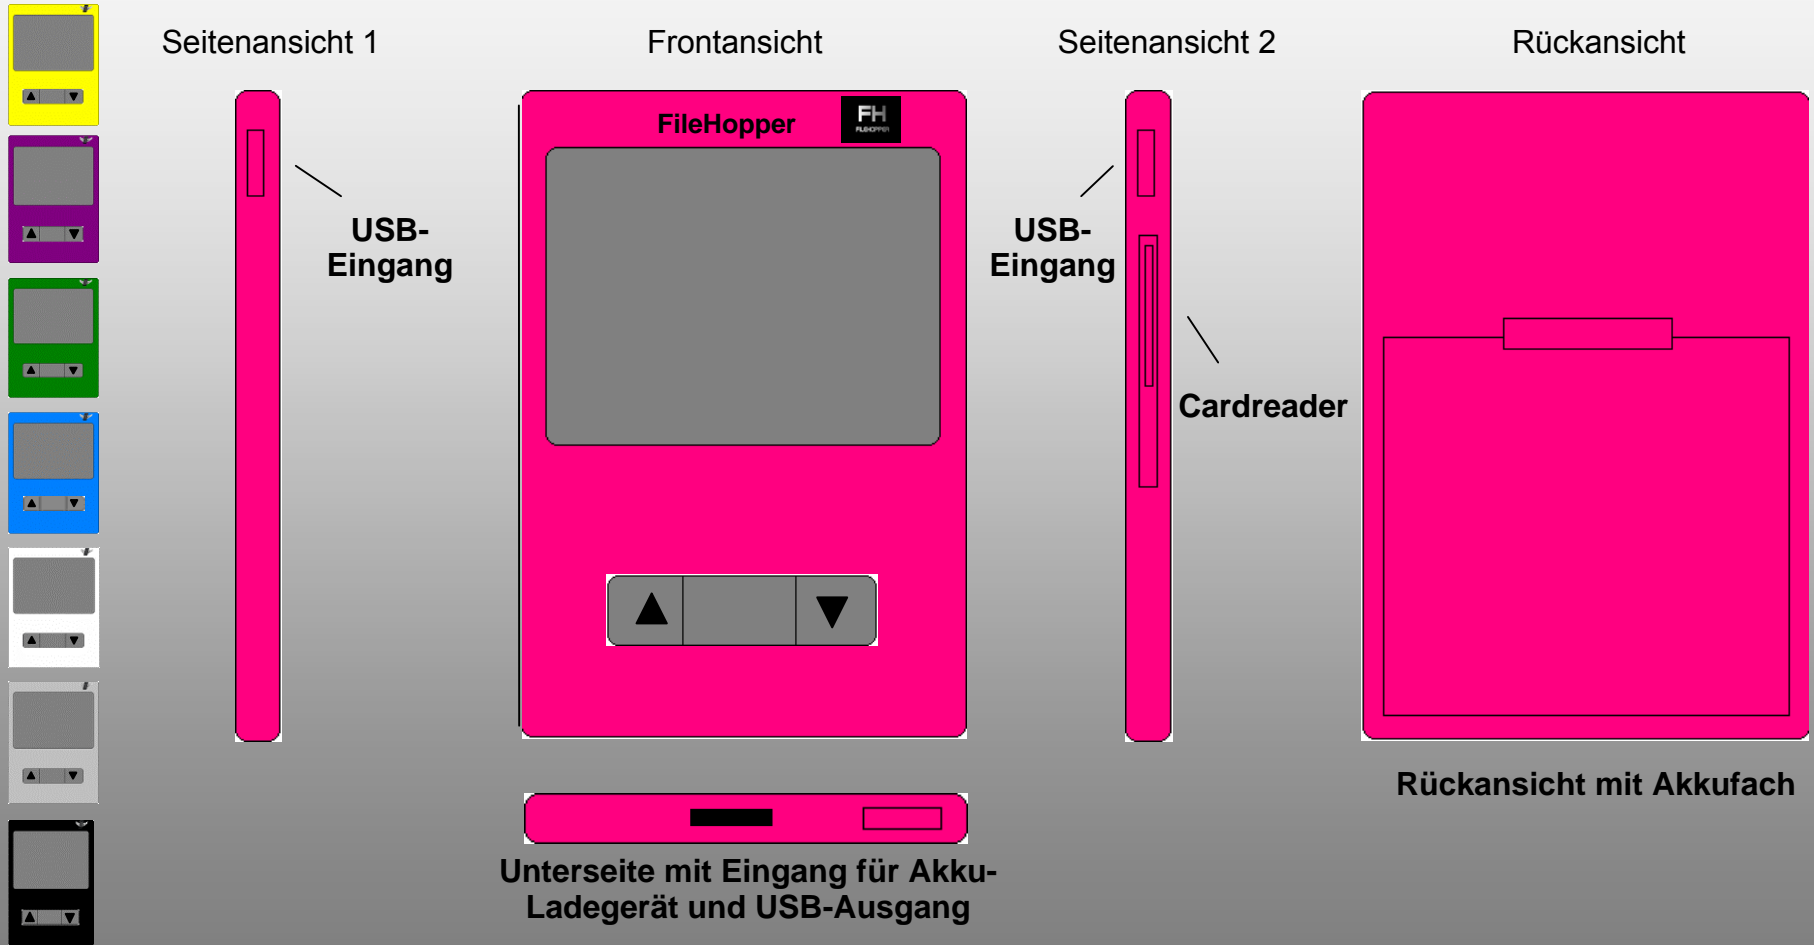 Seitenansicht 1
Frontansicht
Seitenansicht 2
Rückansicht
FileHopper
FH
FILEHOPPER
USB-
Eingang
USB-
Eingang
Cardreader
Rückansicht mit Akkufach
Unterseite mit Eingang für Akku-
Ladegerät und USB-Ausgang